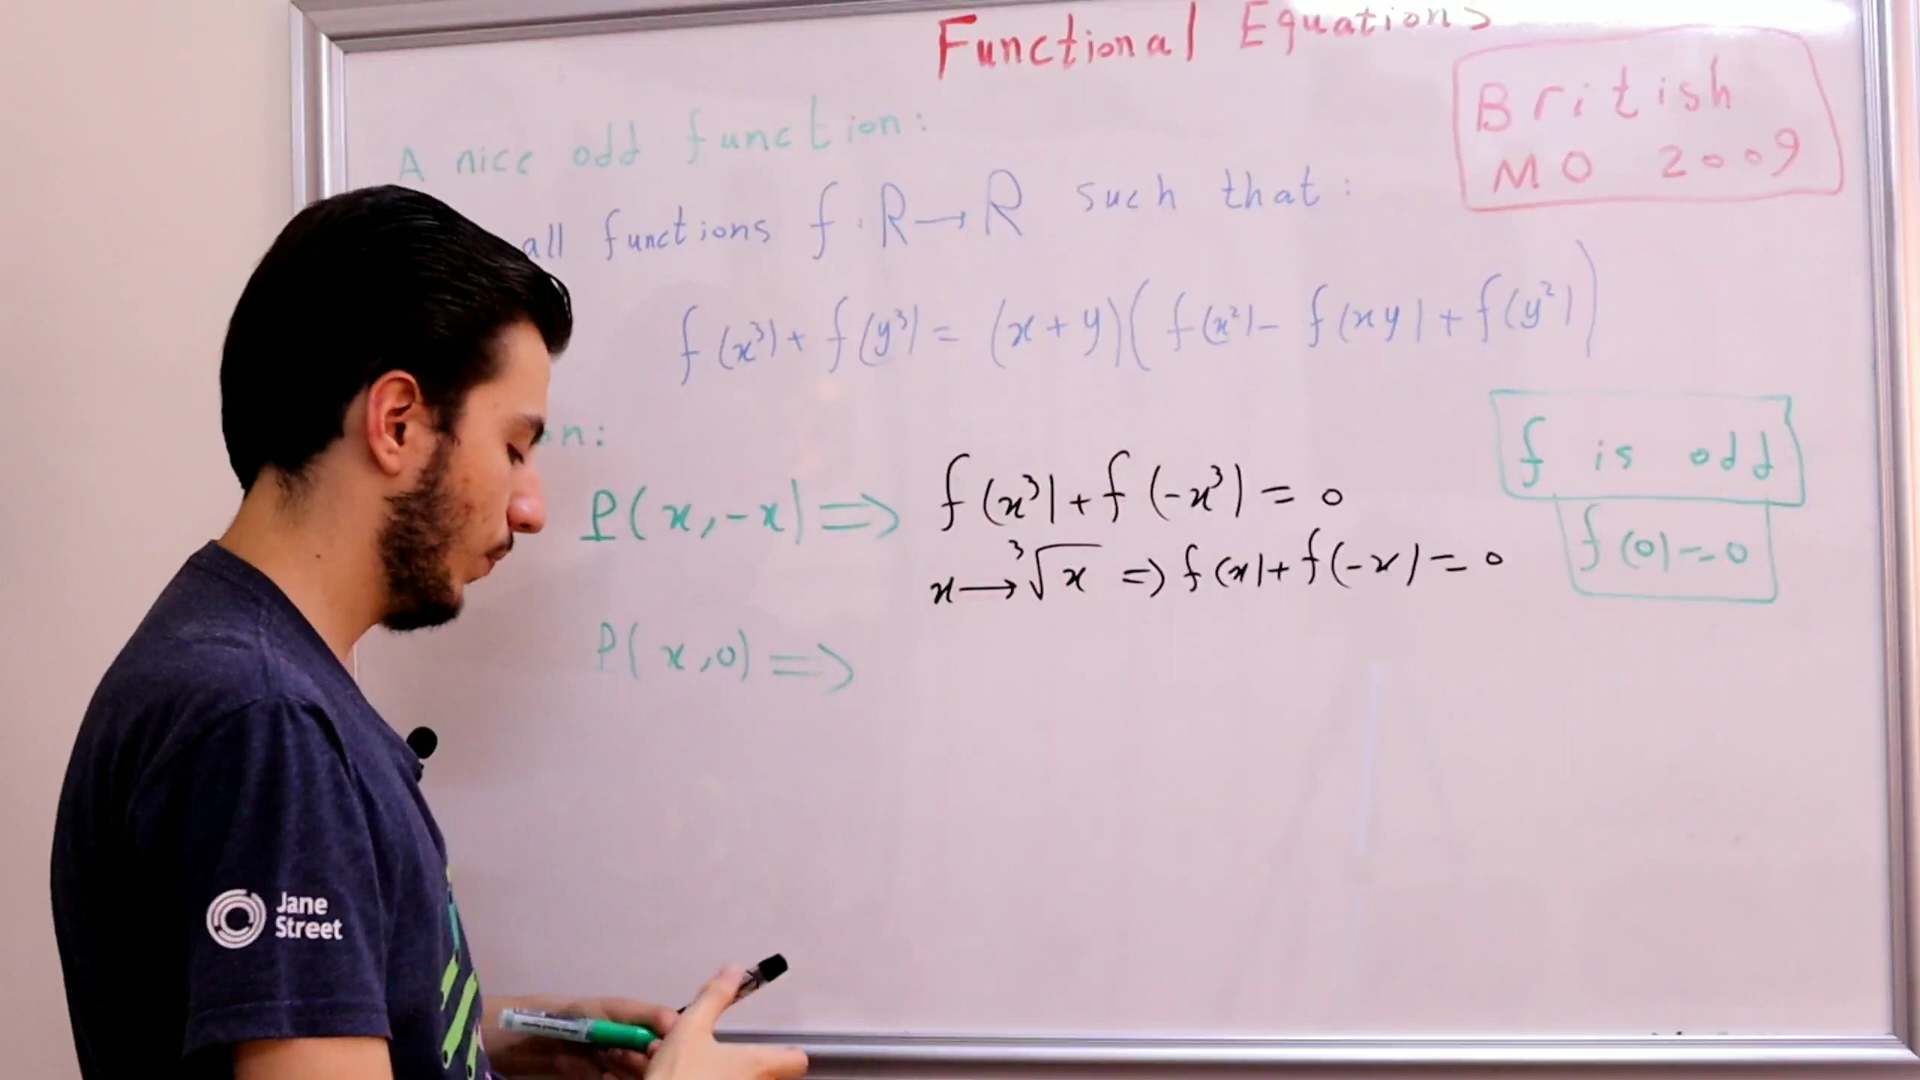 Functional Equations
British
MO 2009
A nice odd function:
all functions f: R→R such that:
f(x³)+f(y³)=(x+y)(f(x²)-f(xy)+f(y²))
n:
f is odd
P(x,-x)⇒ f(x³)+f(-x³)=0
f(0)=0
x→∛x ⇒ f(x)+f(-x)=0
P(x,0)⇒
Jane
Street